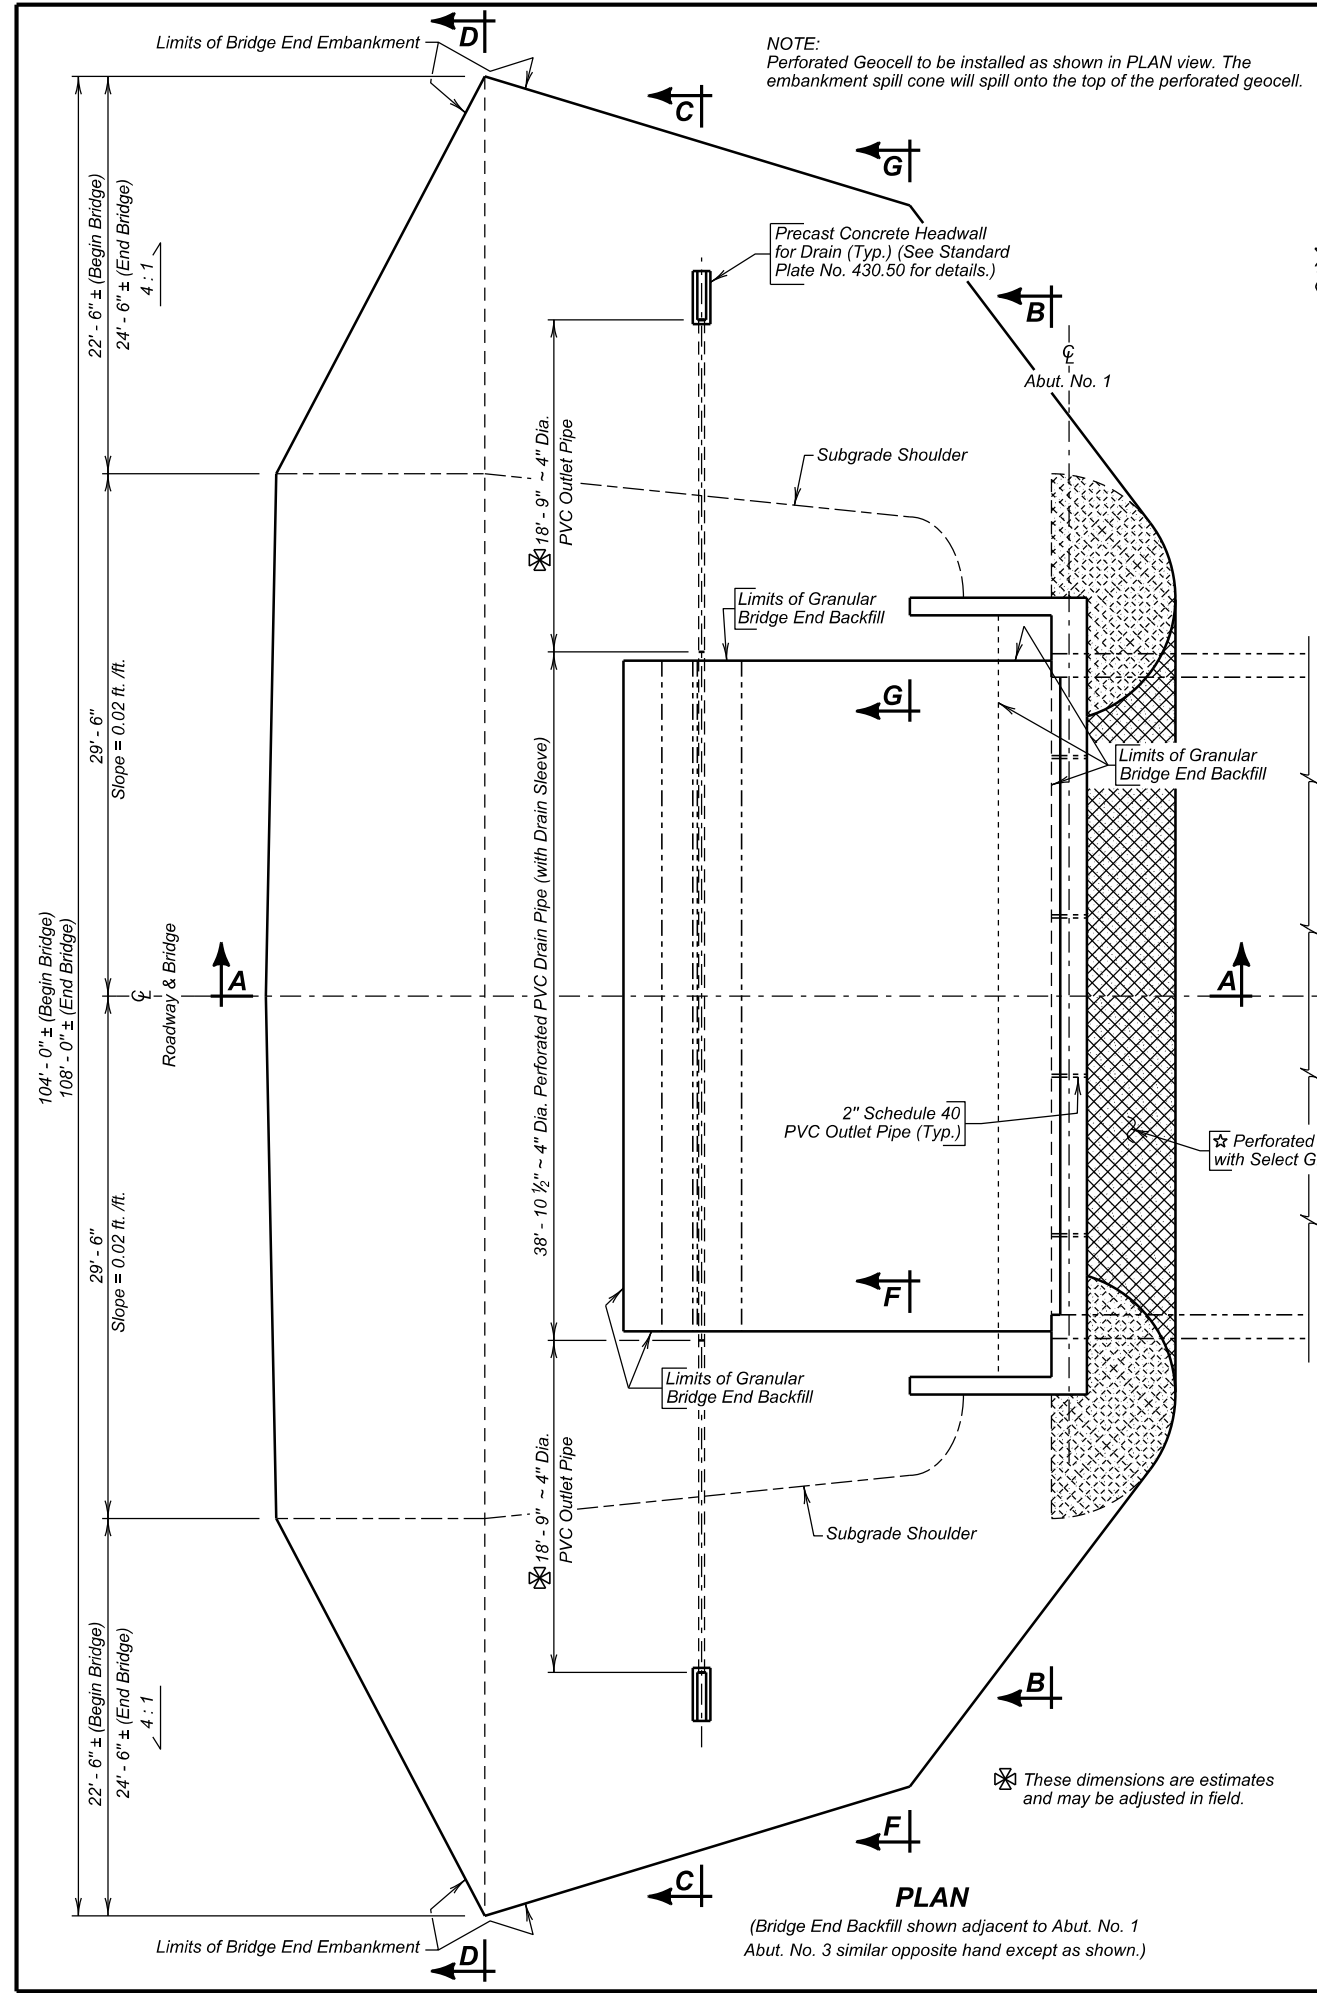 D
Limits of Bridge End Embankment
NOTE:
Perforated Geocell to be installed as shown in PLAN view. The
embankment spill cone will spill onto the top of the perforated geocell.
C
G
22' - 6" ± (Begin Bridge)
24' - 6" ± (End Bridge)
4 : 1
Precast Concrete Headwall
for Drain (Typ.) (See Standard
Plate No. 430.50 for details.)
B
℄
Abut. No. 1
18' - 9" ~ 4" Dia.
PVC Outlet Pipe
Subgrade Shoulder
Limits of Granular
Bridge End Backfill
G
29' - 6"
Slope = 0.02 ft. /ft.
Limits of Granular
Bridge End Backfill
38' - 10 ½" ~ 4" Dia. Perforated PVC Drain Pipe (with Drain Sleeve)
104' - 0" ± (Begin Bridge)
108' - 0" ± (End Bridge)
℄
Roadway & Bridge
A
A
2" Schedule 40
PVC Outlet Pipe (Typ.)
☆ Perforated
with Select G
29' - 6"
Slope = 0.02 ft. /ft.
F
Limits of Granular
Bridge End Backfill
18' - 9" ~ 4" Dia.
PVC Outlet Pipe
Subgrade Shoulder
22' - 6" ± (Begin Bridge)
24' - 6" ± (End Bridge)
4 : 1
B
These dimensions are estimates
and may be adjusted in field.
F
C
PLAN
(Bridge End Backfill shown adjacent to Abut. No. 1
Abut. No. 3 similar opposite hand except as shown.)
Limits of Bridge End Embankment
D